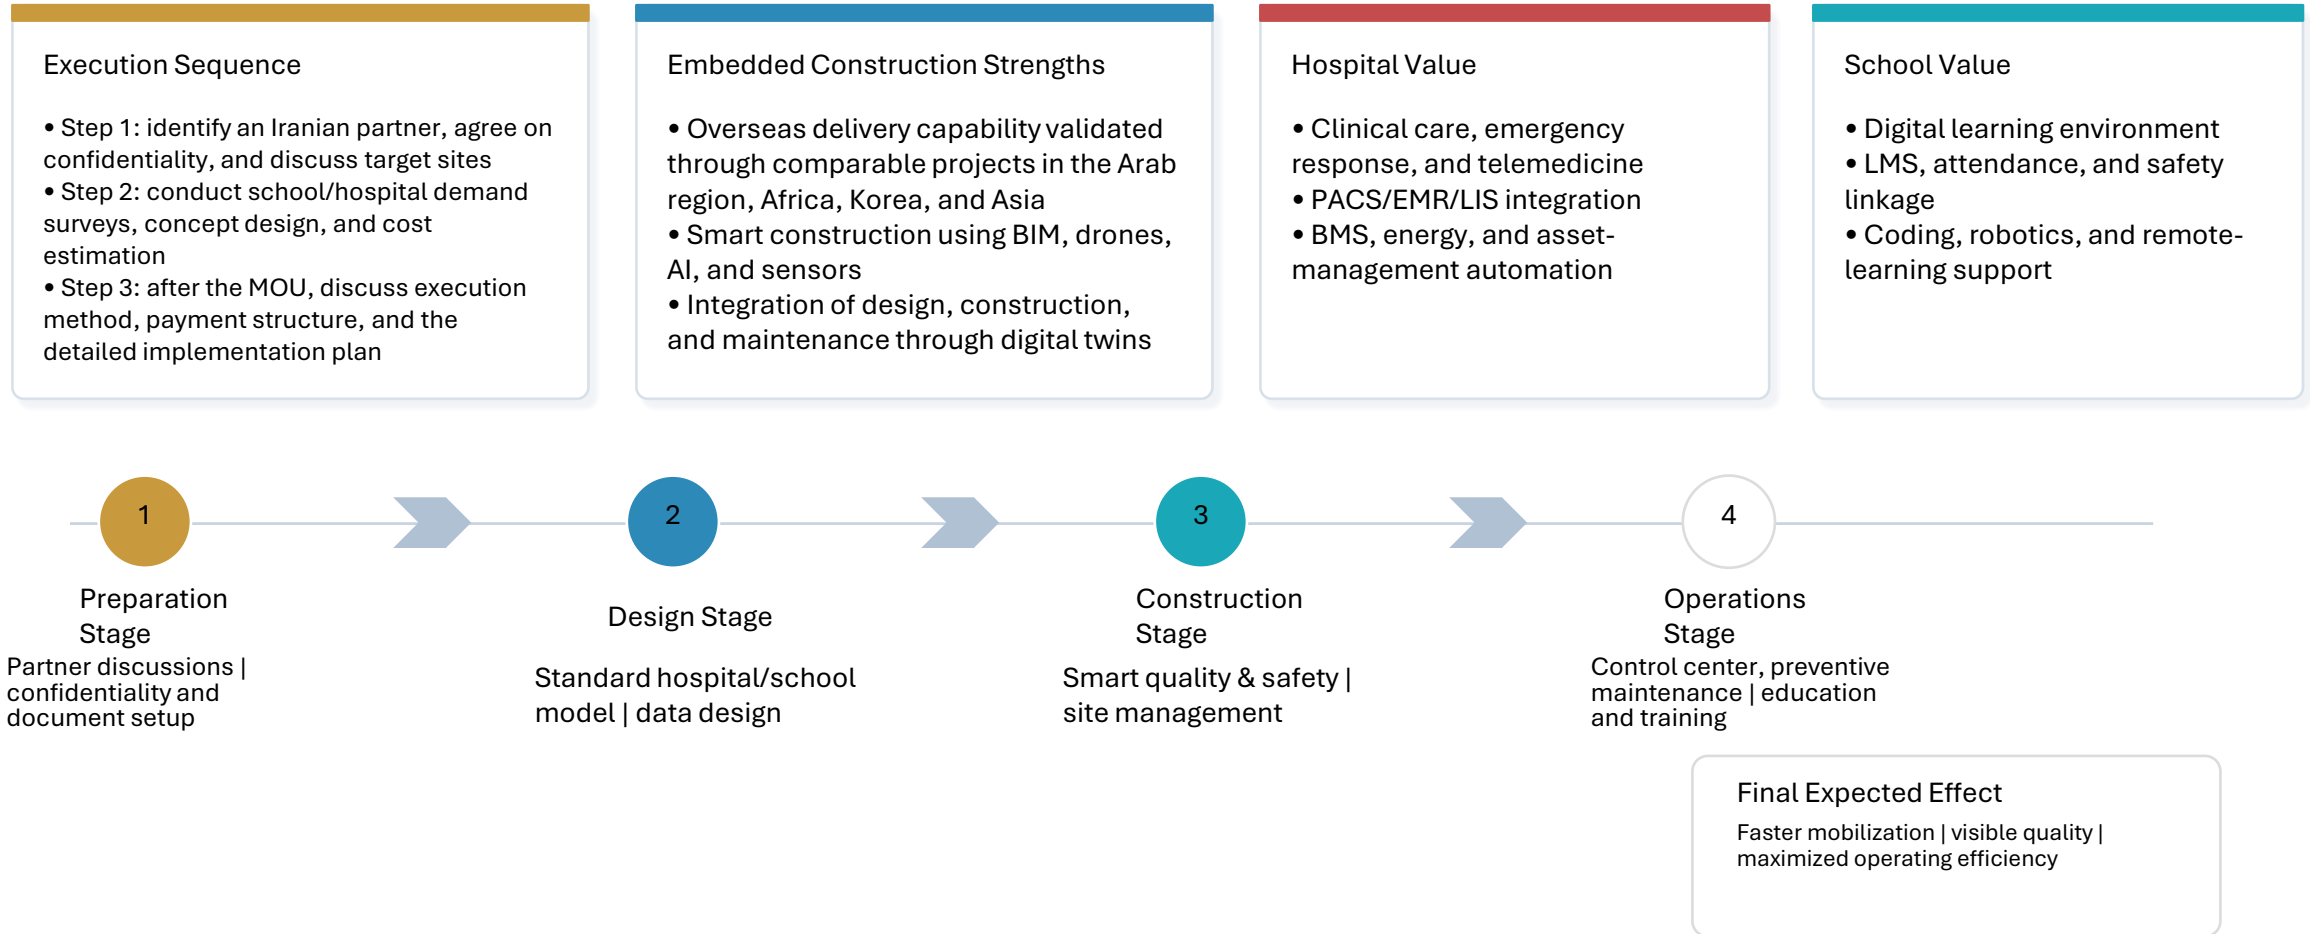 Execution Sequence
• Step 1: identify an Iranian partner, agree on
confidentiality, and discuss target sites
• Step 2: conduct school/hospital demand
surveys, concept design, and cost
estimation
• Step 3: after the MOU, discuss execution
method, payment structure, and the
detailed implementation plan
Embedded Construction Strengths
• Overseas delivery capability validated
through comparable projects in the Arab
region, Africa, Korea, and Asia
• Smart construction using BIM, drones,
AI, and sensors
• Integration of design, construction,
and maintenance through digital twins
Hospital Value
• Clinical care, emergency
response, and telemedicine
• PACS/EMR/LIS integration
• BMS, energy, and asset-
management automation
School Value
• Digital learning environment
• LMS, attendance, and safety
linkage
• Coding, robotics, and remote-
learning support
1
Preparation
Stage
Partner discussions |
confidentiality and
document setup
2
Design Stage
Standard hospital/school
model | data design
3
Construction
Stage
Smart quality & safety |
site management
4
Operations
Stage
Control center, preventive
maintenance | education
and training
Final Expected Effect
Faster mobilization | visible quality |
maximized operating efficiency